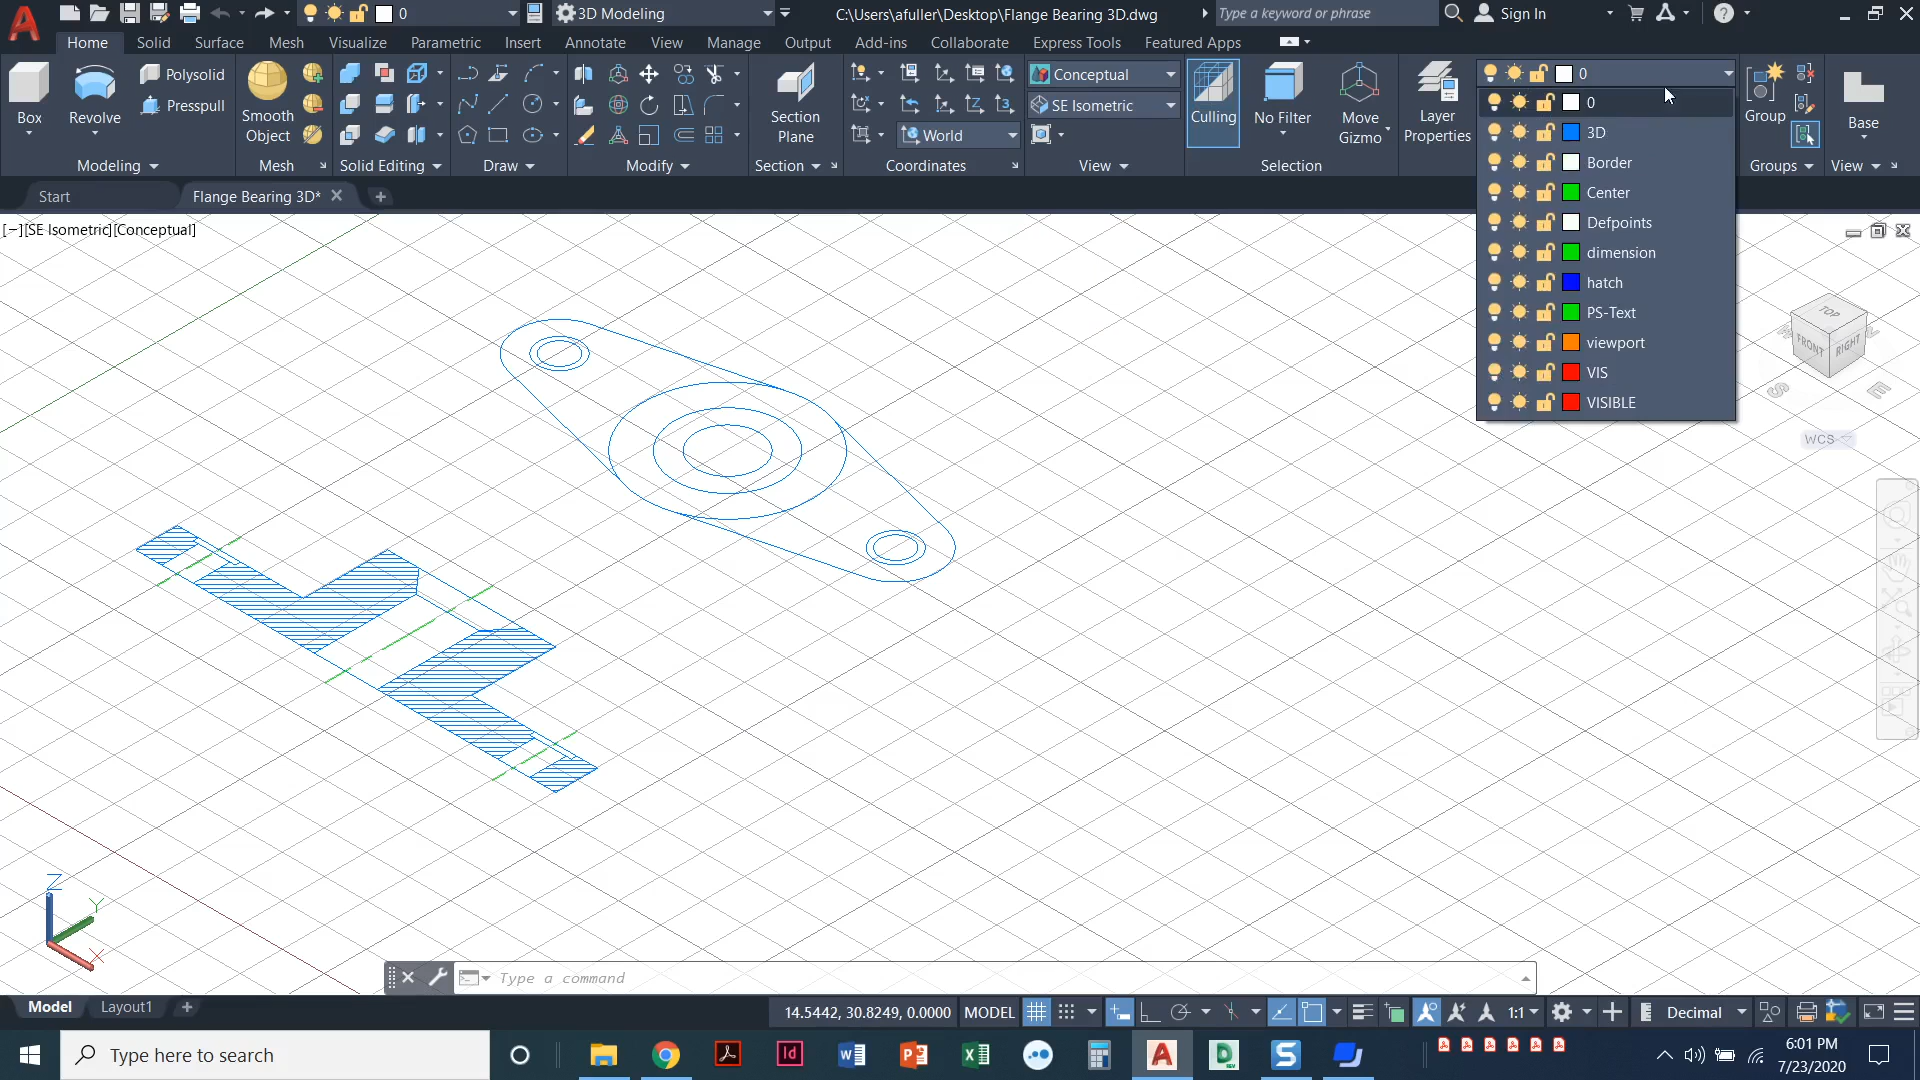 0
3D Modeling
C:\Users\afuller\Desktop\Flange Bearing 3D.dwg
Type a keyword or phrase
Sign In
Home Solid Surface Mesh Visualize Parametric Insert Annotate View Manage Output Add-ins Collaborate Express Tools Featured Apps
Box
Revolve
Polysolid
Presspull
Smooth Object
Section Plane
World
Conceptual
SE Isometric
Culling
No Filter
Move Gizmo
Layer Properties
0
Group
Base
Modeling Mesh Solid Editing Draw Modify Section Coordinates View Selection Groups View
0
3D
Border
Center
Defpoints
dimension
hatch
PS-Text
viewport
VIS
VISIBLE
Start
Flange Bearing 3D*
[−][SE Isometric][Conceptual]
TOP
FRONT
RIGHT
S
E
WCS
Z
Y
X
Type a command
Model Layout1
14.5442, 30.8249, 0.0000 MODEL
1:1
Decimal
Type here to search
6:01 PM
7/23/2020